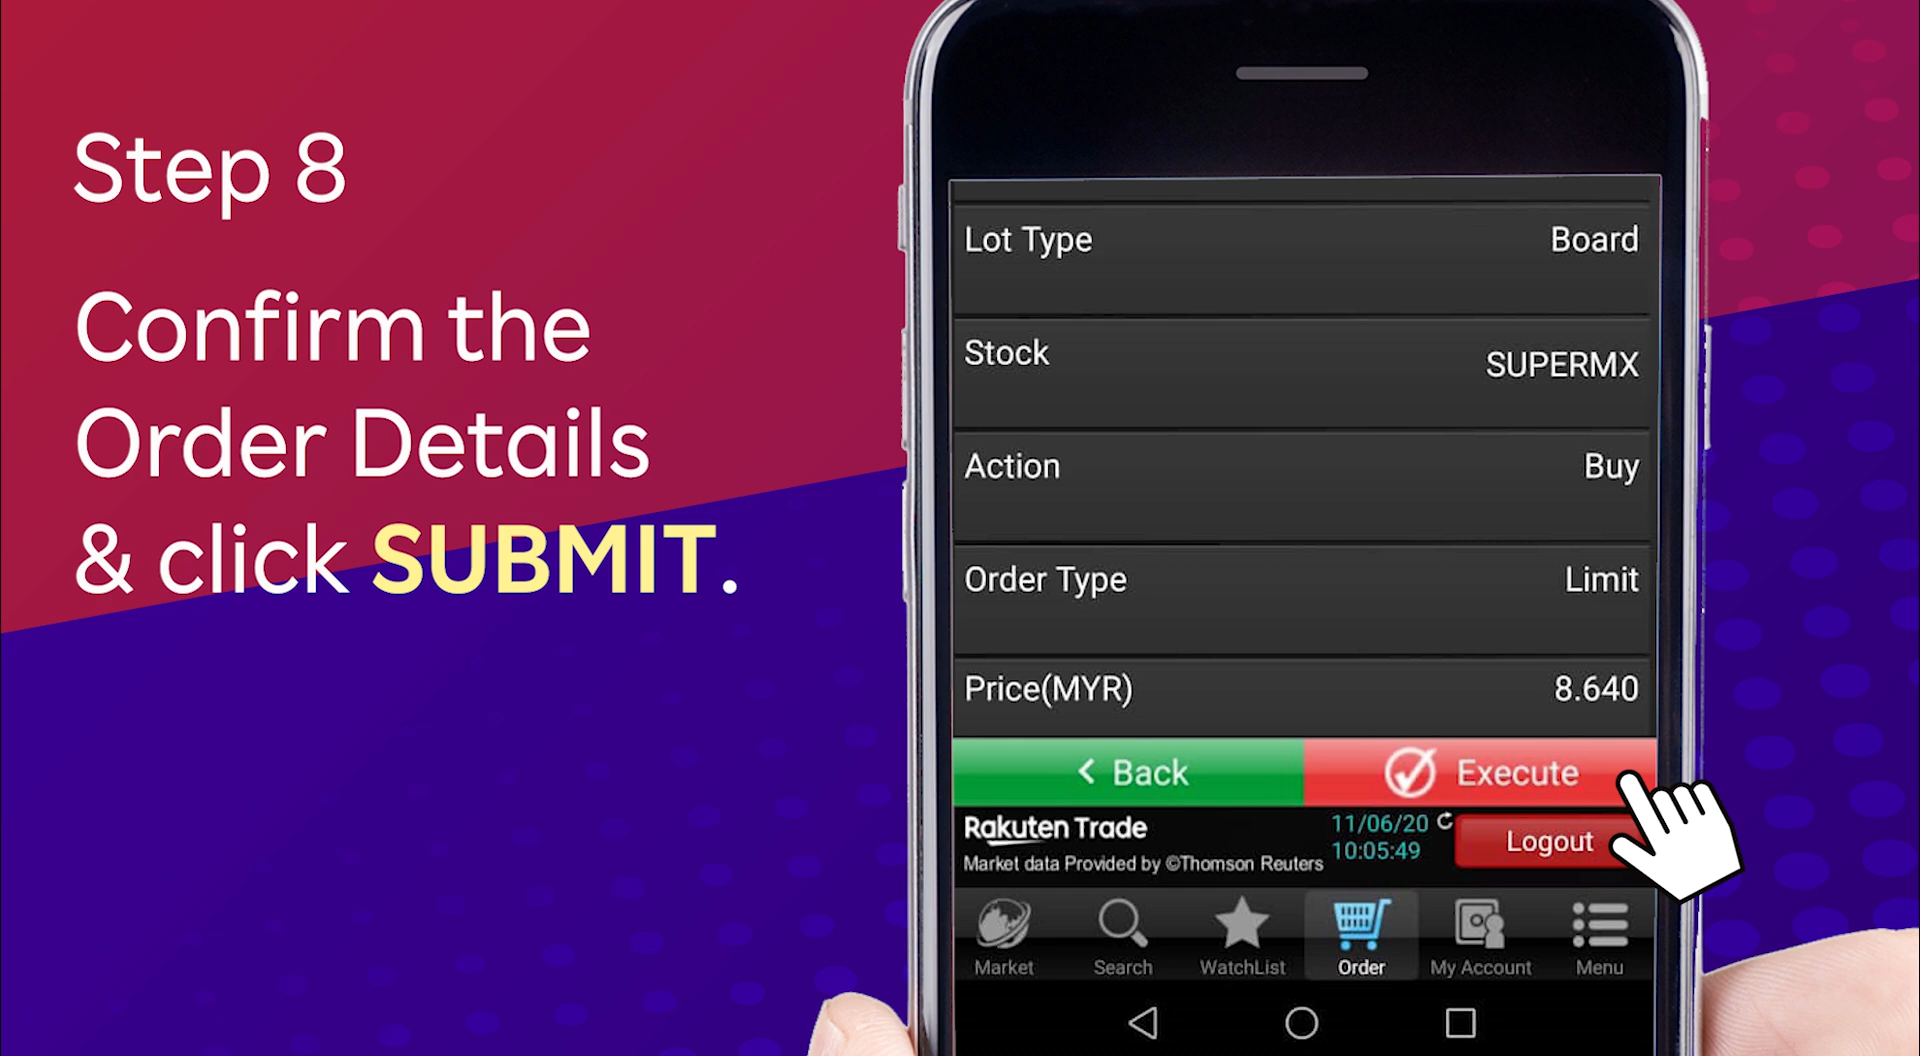 Step 8
Confirm the
Order Details
& click SUBMIT.
Lot Type Board
Stock SUPERMX
Action Buy
Order Type Limit
Price(MYR) 8.640
Back Execute
Rakuten Trade
Market data Provided by ©Thomson Reuters
11/06/20
10:05:49
Logout
Market Search WatchList Order My Account Menu